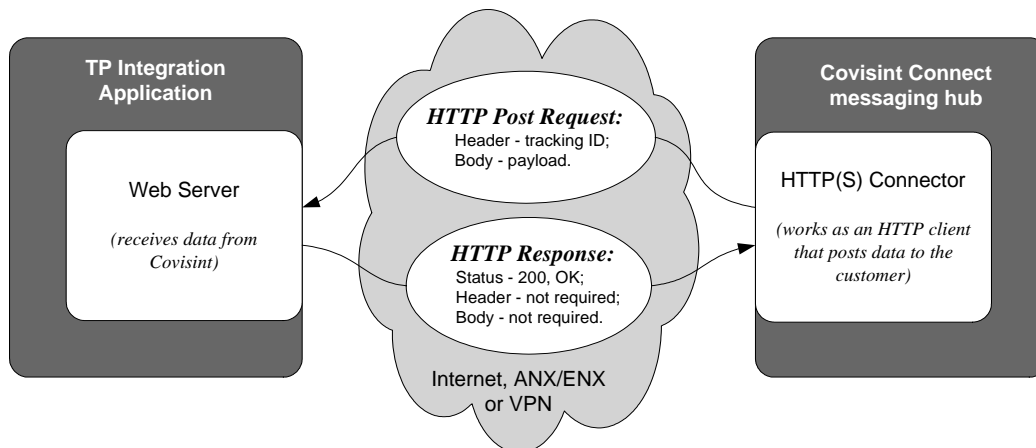 TP Integration
Application
Web Server
(receives data from
Covisint)
HTTP Post Request:
Header - tracking ID;
Body - payload.
HTTP Response:
Status - 200, OK;
Header - not required;
Body - not required.
Internet, ANX/ENX
or VPN
Covisint Connect
messaging hub
HTTP(S) Connector
(works as an HTTP client
that posts data to the
customer)